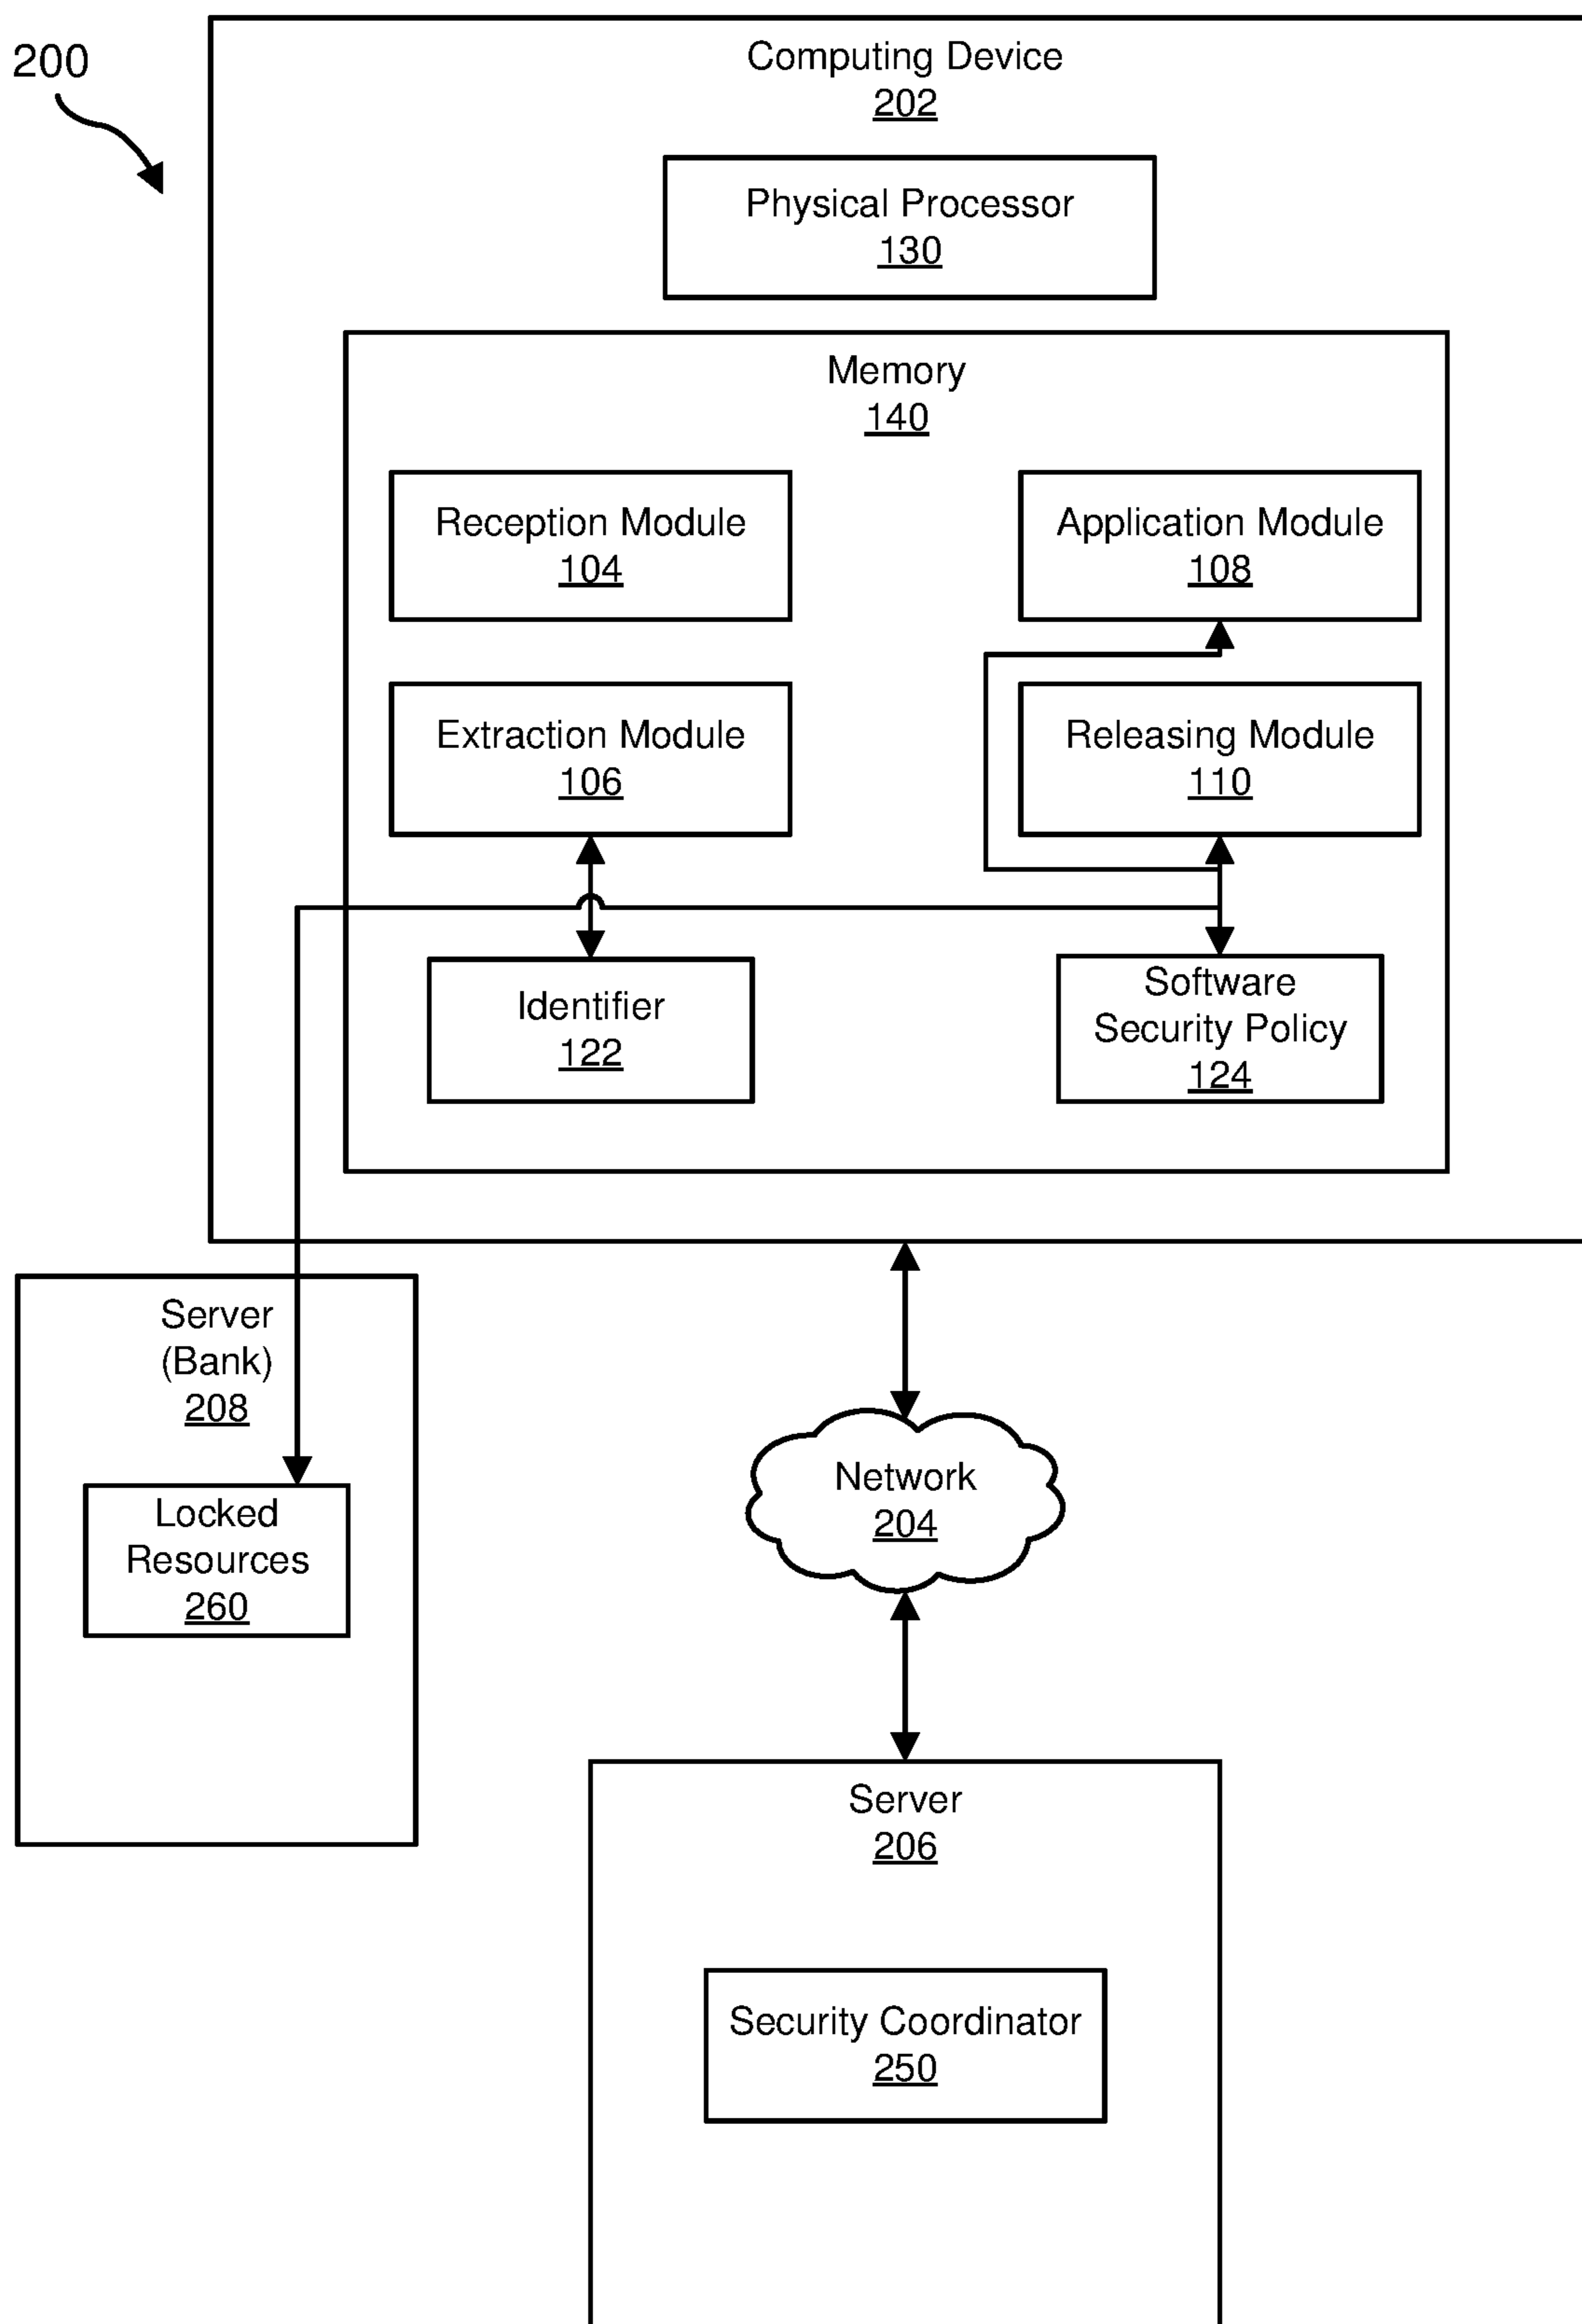 200
Computing Device
202
Physical Processor
130
Memory
140
Reception Module
104
Application Module
108
Extraction Module
106
Releasing Module
110
Identifier
122
Software
Security Policy
124
Server
(Bank)
208
Locked
Resources
260
Network
204
Server
206
Security Coordinator
250